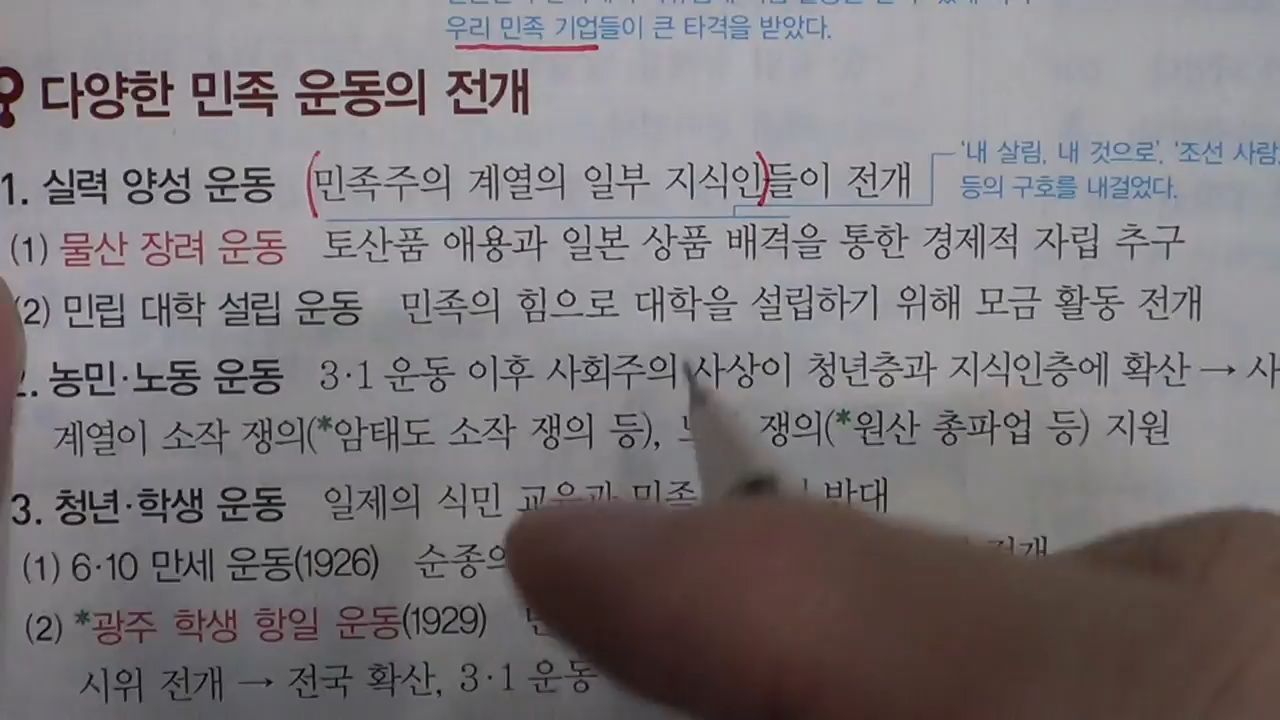 우리 민족 기업들이 큰 타격을 받았다.
다양한 민족 운동의 전개
1. 실력 양성 운동 민족주의 계열의 일부 지식인들이 전개
'내 살림, 내 것으로', '조선 사람
등의 구호를 내걸었다.
(1) 물산 장려 운동 토산품 애용과 일본 상품 배격을 통한 경제적 자립 추구
(2) 민립 대학 설립 운동 민족의 힘으로 대학을 설립하기 위해 모금 활동 전개
2. 농민·노동 운동 3·1 운동 이후 사회주의 사상이 청년층과 지식인층에 확산 → 사
계열이 소작 쟁의(*암태도 소작 쟁의 등), 쟁의(*원산 총파업 등) 지원
3. 청년·학생 운동 일제의 식민 교육과 민족 반대
(1) 6·10 만세 운동(1926) 순종의 전개
(2) *광주 학생 항일 운동(1929)
시위 전개 → 전국 확산, 3·1 운동